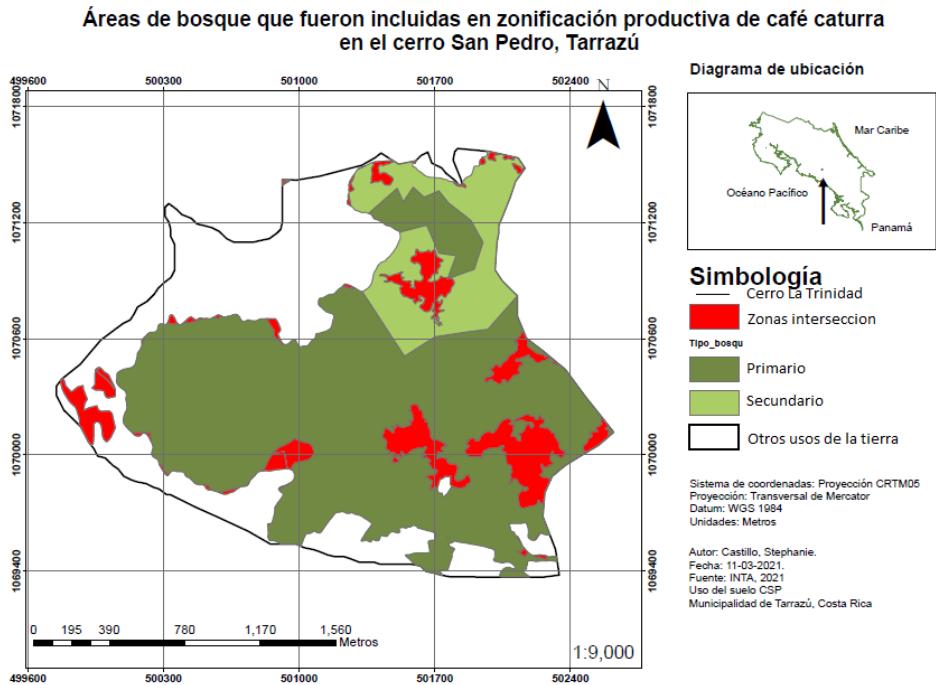 Áreas de bosque que fueron incluidas en zonificación productiva de café caturra
en el cerro San Pedro, Tarrazú
499600 500300 501000 501700 502400
N
1071800 1071800
1071200 1071200
1070600 1070600
1070000 1070000
1069400 1069400
0 195 390 780 1,170 1,560
Metros
1:9,000
499600 500300 501000 501700 502400
Diagrama de ubicación
Mar Caribe
Océano Pacífico
Panamá
Simbología
Cerro La Trinidad
Zonas interseccion
Tipo_bosqu
Primario
Secundario
Otros usos de la tierra
Sistema de coordenadas: Proyección CRTM05
Proyección: Transversal de Mercator
Datum: WGS 1984
Unidades: Metros
Autor: Castillo, Stephanie.
Fecha: 11-03-2021.
Fuente: INTA, 2021
Uso del suelo CSP
Municipalidad de Tarrazú, Costa Rica